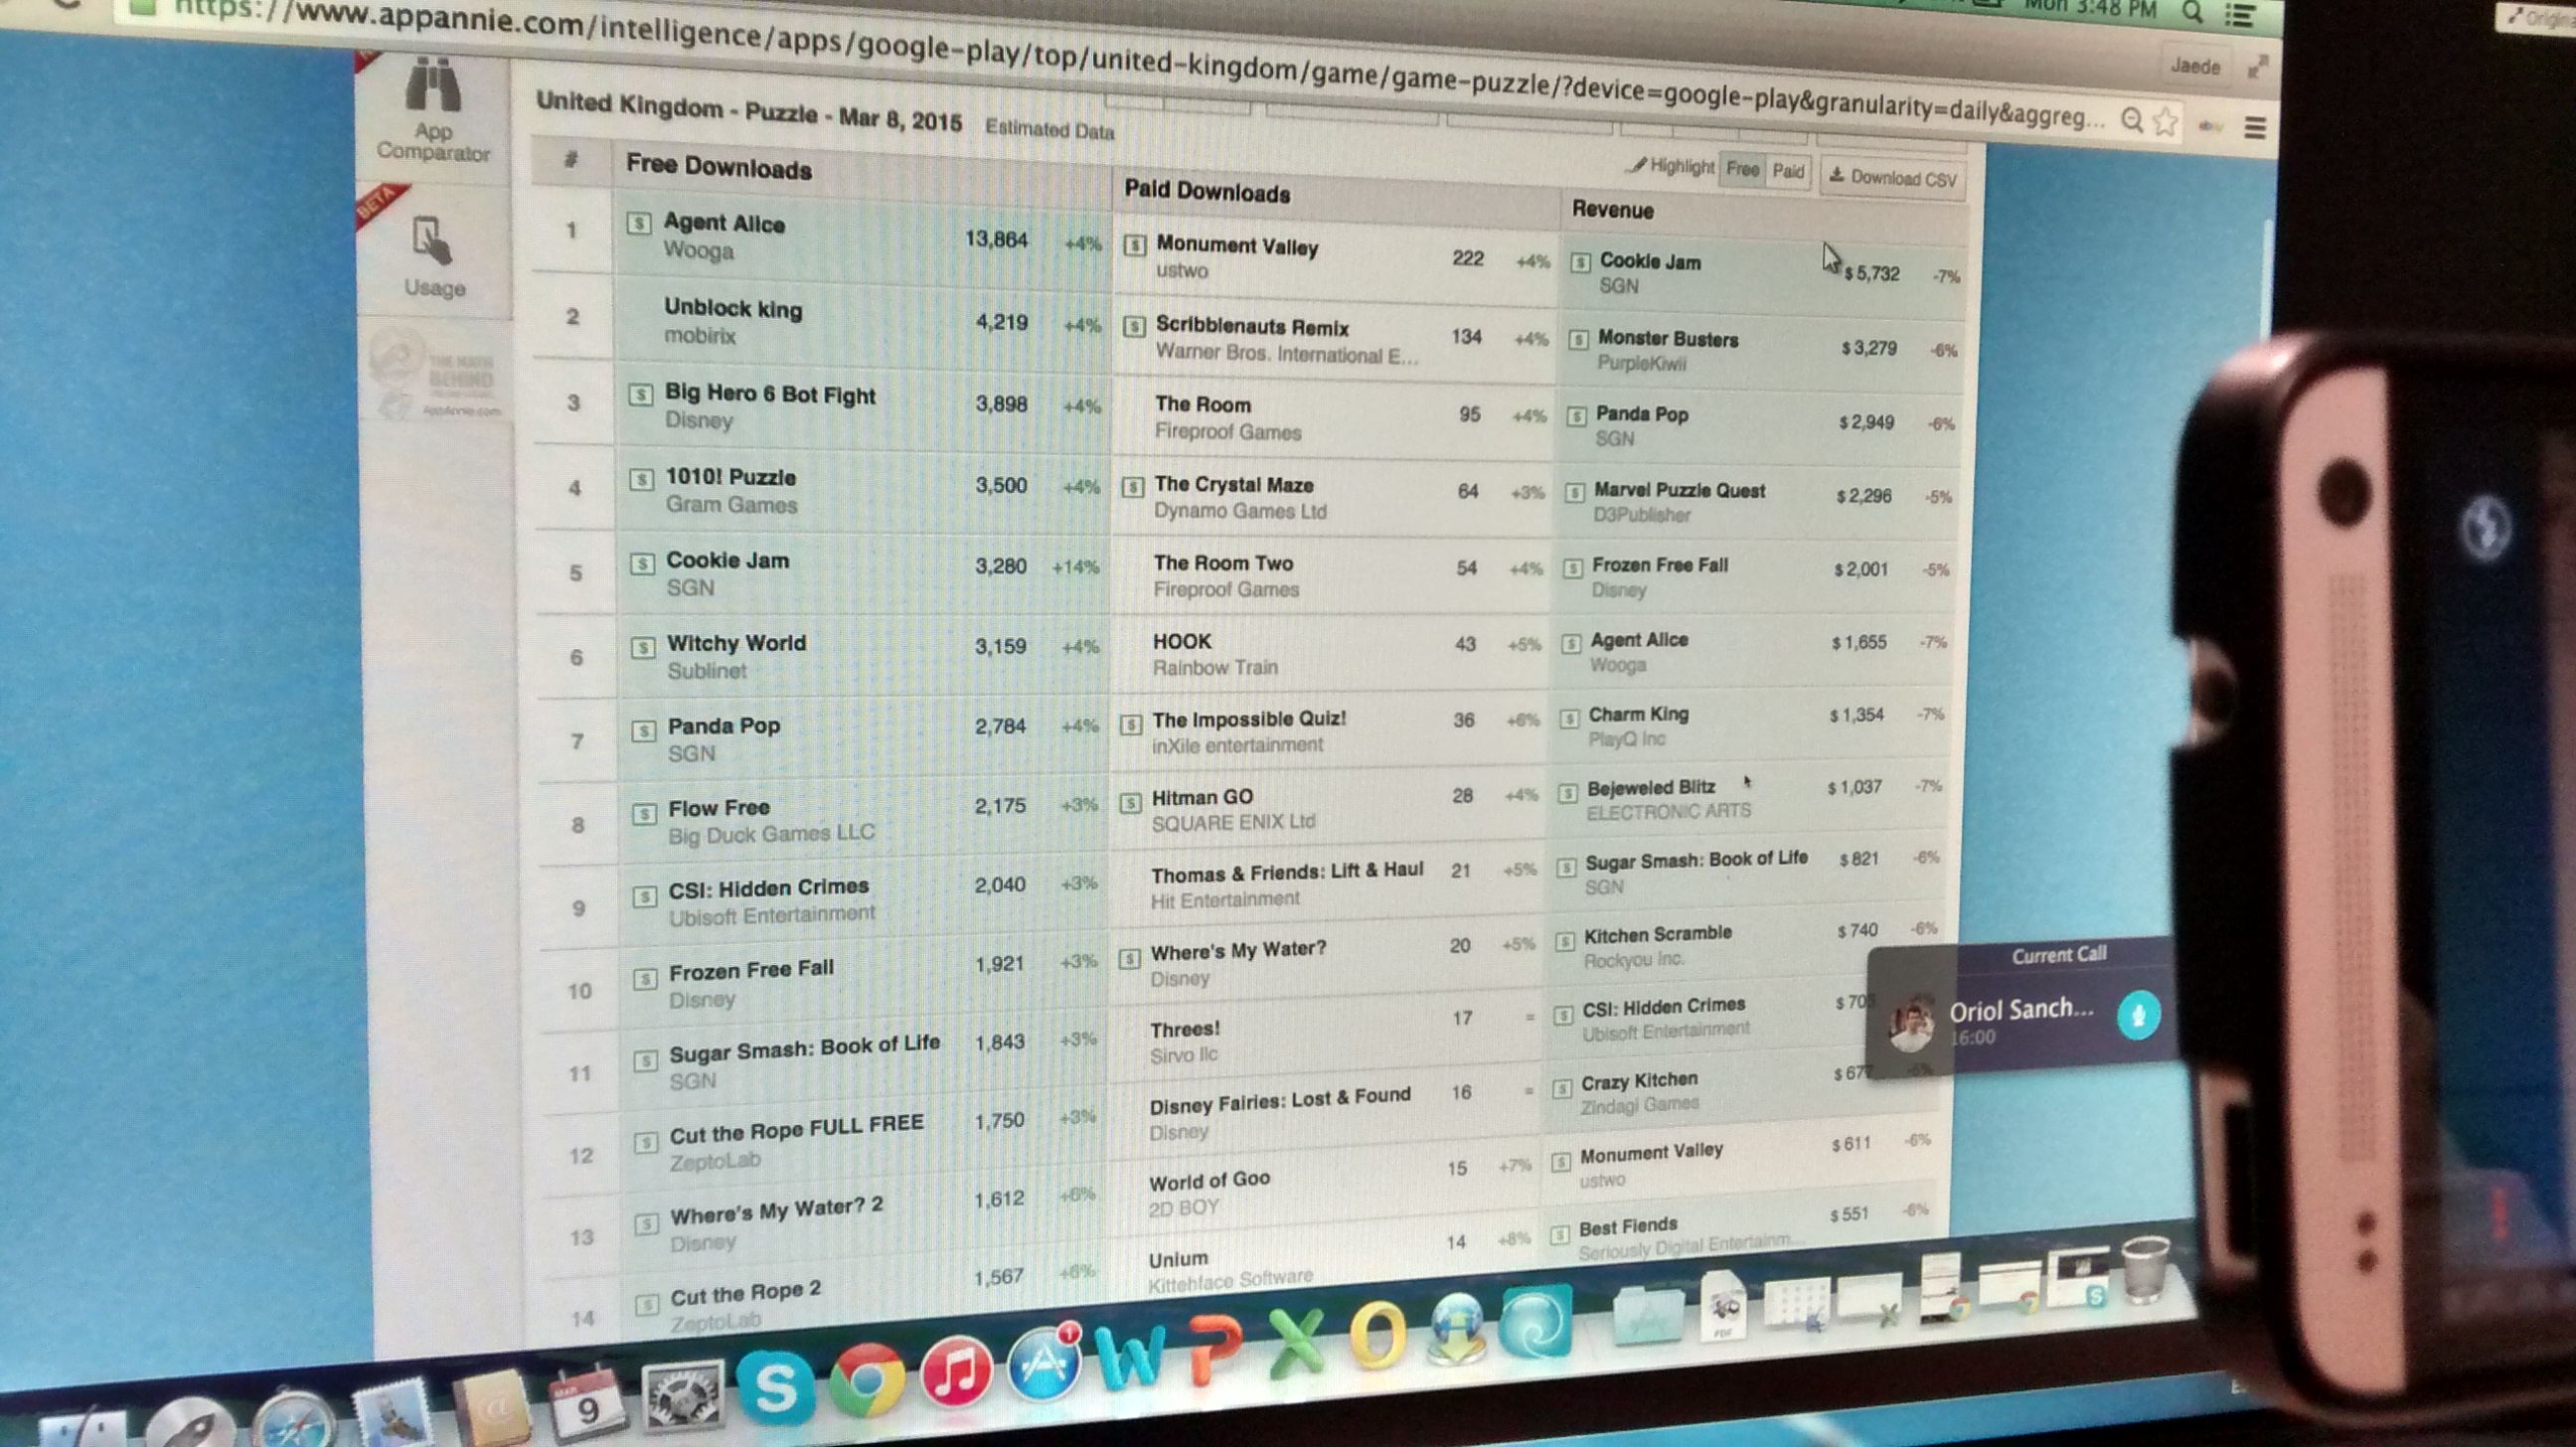 https://www.appannie.com/intelligence/apps/google-play/top/united-kingdom/game/game-puzzle/?device=google-play&granularity=daily&aggreg...
Mon 3:48 PM
Jaede
App
Comparator
BETA
Usage
THE MATH
BEHIND
AppAnnie.com
United Kingdom - Puzzle - Mar 8, 2015 Estimated Data
Highlight Free Paid Download CSV
# Free Downloads Paid Downloads Revenue
1 Agent Alice 13,864 +4% Monument Valley 222 +4% Cookie Jam $5,732 -7%
Wooga ustwo SGN
2 Unblock king 4,219 +4% Scribblenauts Remix 134 +4% Monster Busters $3,279 -6%
mobirix Warner Bros. International E... PurpleKiwii
3 Big Hero 6 Bot Fight 3,898 +4% The Room 95 +4% Panda Pop $2,949 -6%
Disney Fireproof Games SGN
4 1010! Puzzle 3,500 +4% The Crystal Maze 64 +3% Marvel Puzzle Quest $2,296 -5%
Gram Games Dynamo Games Ltd D3Publisher
5 Cookie Jam 3,280 +14% The Room Two 54 +4% Frozen Free Fall $2,001 -5%
SGN Fireproof Games Disney
6 Witchy World 3,159 +4% HOOK 43 +5% Agent Alice $1,655 -7%
Sublinet Rainbow Train Wooga
7 Panda Pop 2,784 +4% The Impossible Quiz! 36 +6% Charm King $1,354 -7%
SGN inXile entertainment PlayQ Inc
8 Flow Free 2,175 +3% Hitman GO 28 +4% Bejeweled Blitz $1,037 -7%
Big Duck Games LLC SQUARE ENIX Ltd ELECTRONIC ARTS
9 CSI: Hidden Crimes 2,040 +3% Thomas & Friends: Lift & Haul 21 +5% Sugar Smash: Book of Life $821 -6%
Ubisoft Entertainment Hit Entertainment SGN
10 Frozen Free Fall 1,921 +3% Where's My Water? 20 +5% Kitchen Scramble $740 -6%
Disney Disney Rockyou Inc.
11 Sugar Smash: Book of Life 1,843 +3% Threes! 17 = CSI: Hidden Crimes
SGN Sirvo llc Ubisoft Entertainment
12 Cut the Rope FULL FREE 1,750 +3% Disney Fairies: Lost & Found 16 = Crazy Kitchen $677
ZeptoLab Disney Zindagi Games
13 Where's My Water? 2 1,612 +6% World of Goo 15 +7% Monument Valley $611 -6%
Disney 2D BOY ustwo
14 Cut the Rope 2 1,567 +6% Unium 14 +8% Best Fiends $551 -6%
ZeptoLab Kittehface Software Seriously Digital Entertainm...
Current Call
Oriol Sanch...
16:00
MAR
9
1
PDF